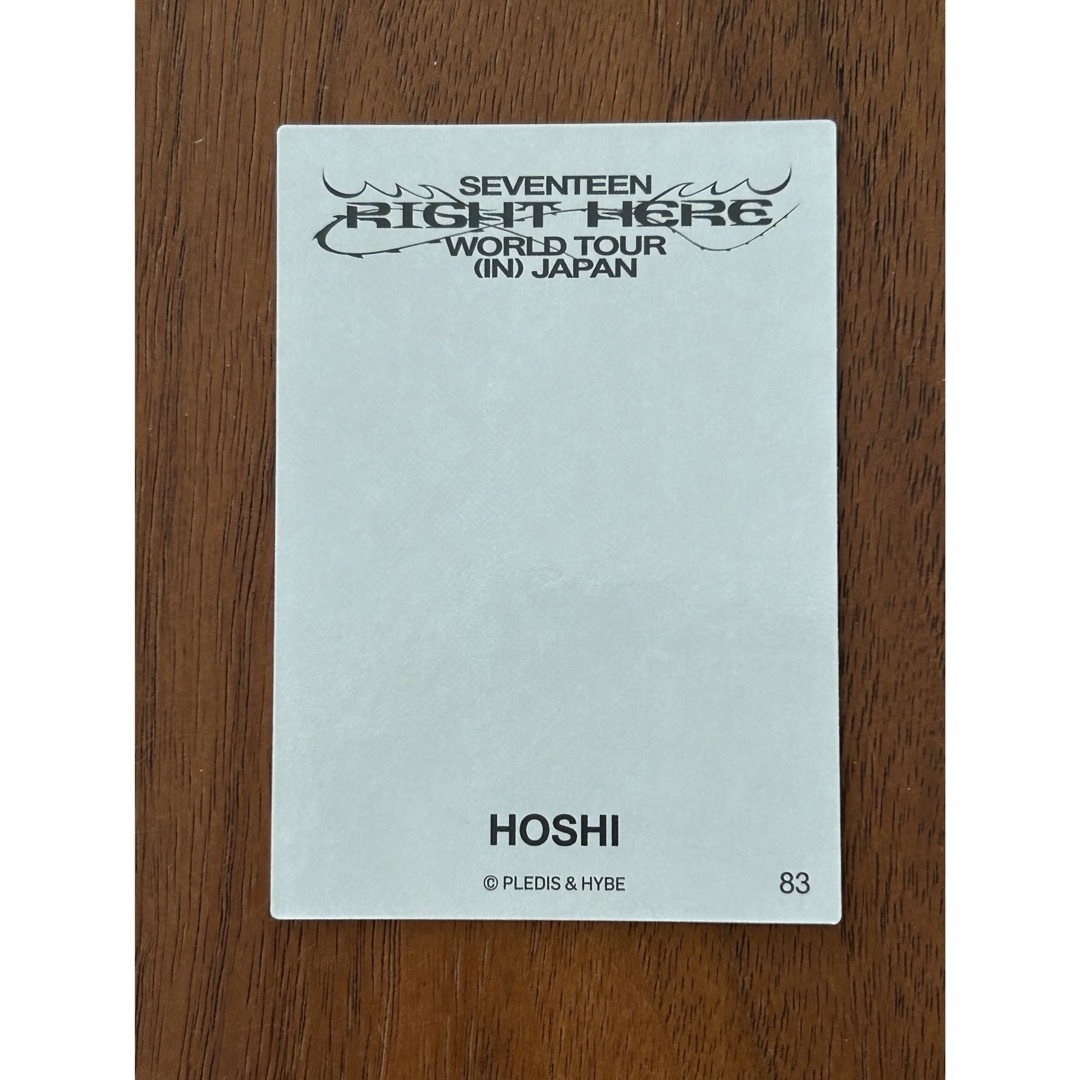 SEVENTEEN
RIGHT HERE
WORLD TOUR
(IN) JAPAN
HOSHI
© PLEDIS & HYBE
83